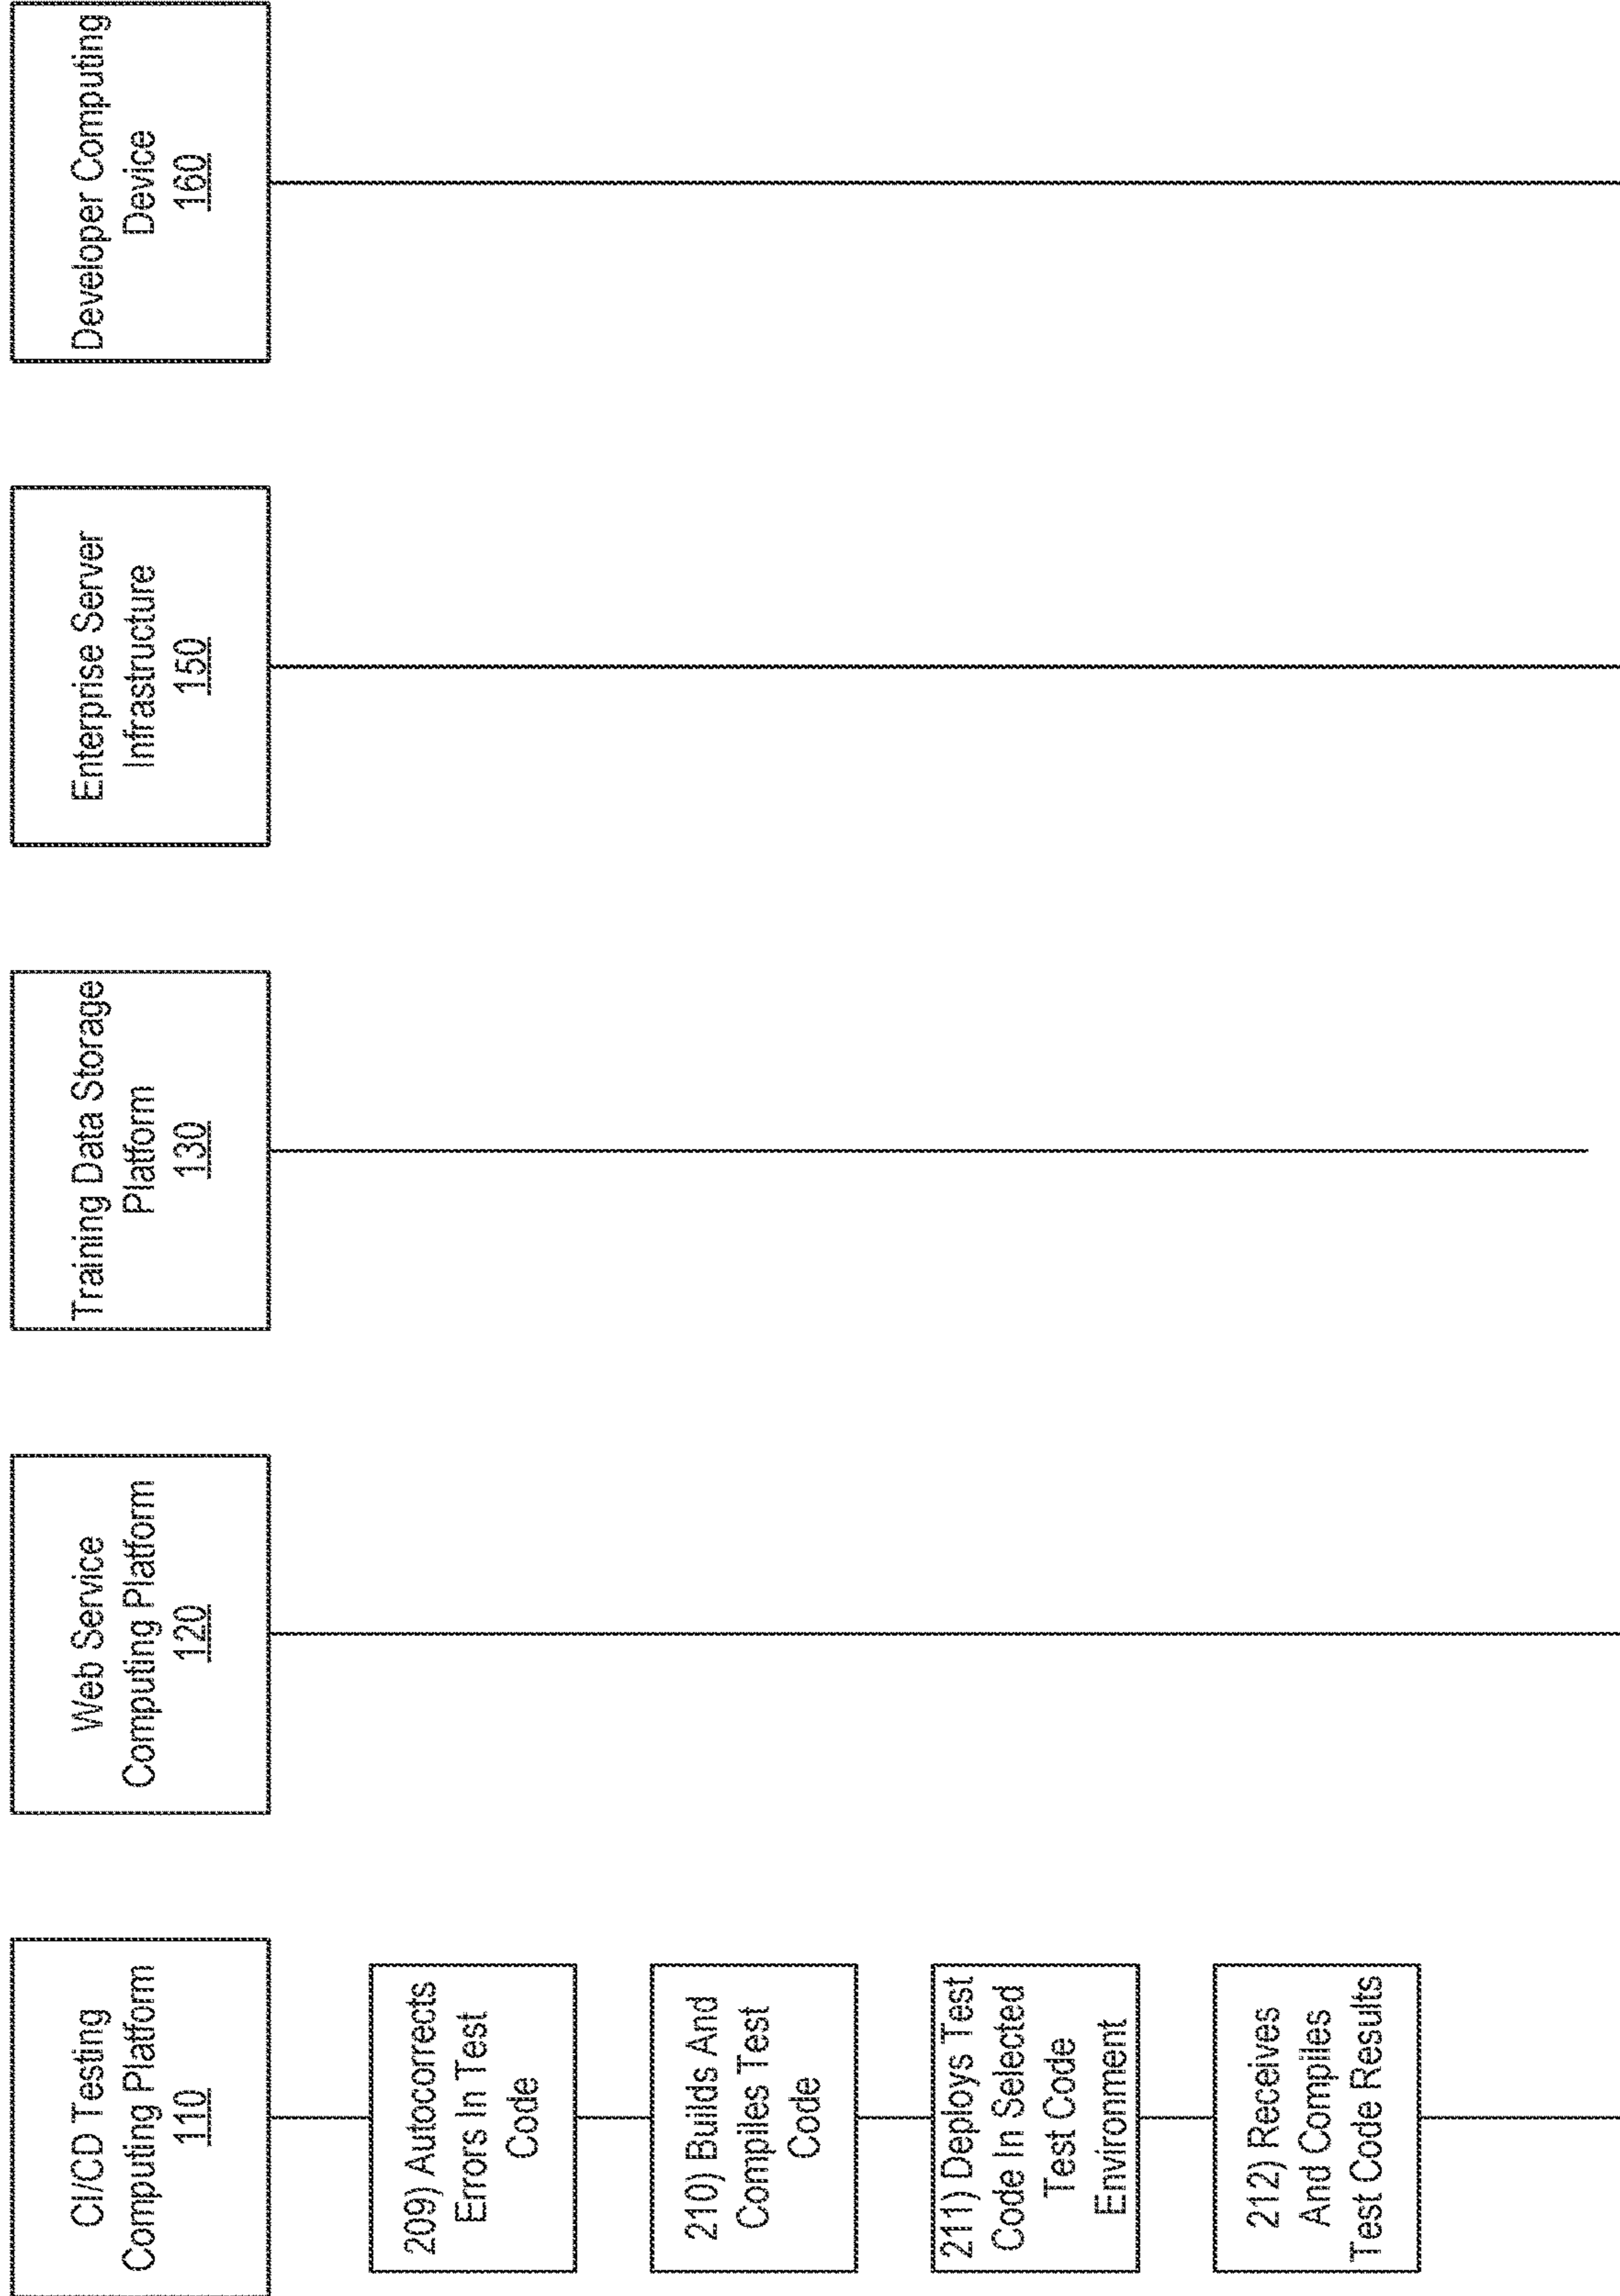 CI/CD Testing
Computing Platform
110
Web Service
Computing Platform
120
Training Data Storage
Platform
130
Enterprise Server
Infrastructure
150
Developer Computing
Device
160
209) Autocorrects
Errors In Test
Code
210) Builds And
Compiles Test
Code
211) Deploys Test
Code In Selected
Test Code
Environment
212) Receives
And Compiles
Test Code Results